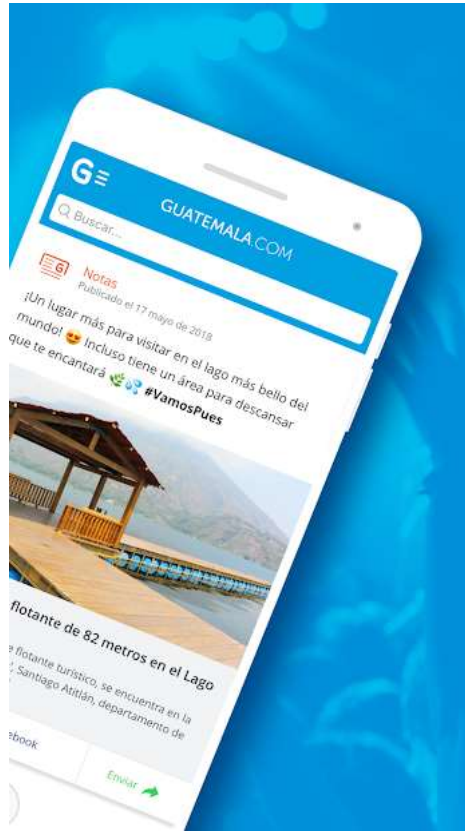 G
GUATEMALA.COM
Buscar...
G
Notas
Publicado el 17 mayo de 2018
¡Un lugar más para visitar en el lago más bello del
mundo! 😍 Incluso tiene un área para descansar
que te encantará 🌿💦 #VamosPues
flotante de 82 metros en el Lago
flotante turístico, se encuentra en la
Santiago Atitlán, departamento de
Enviar